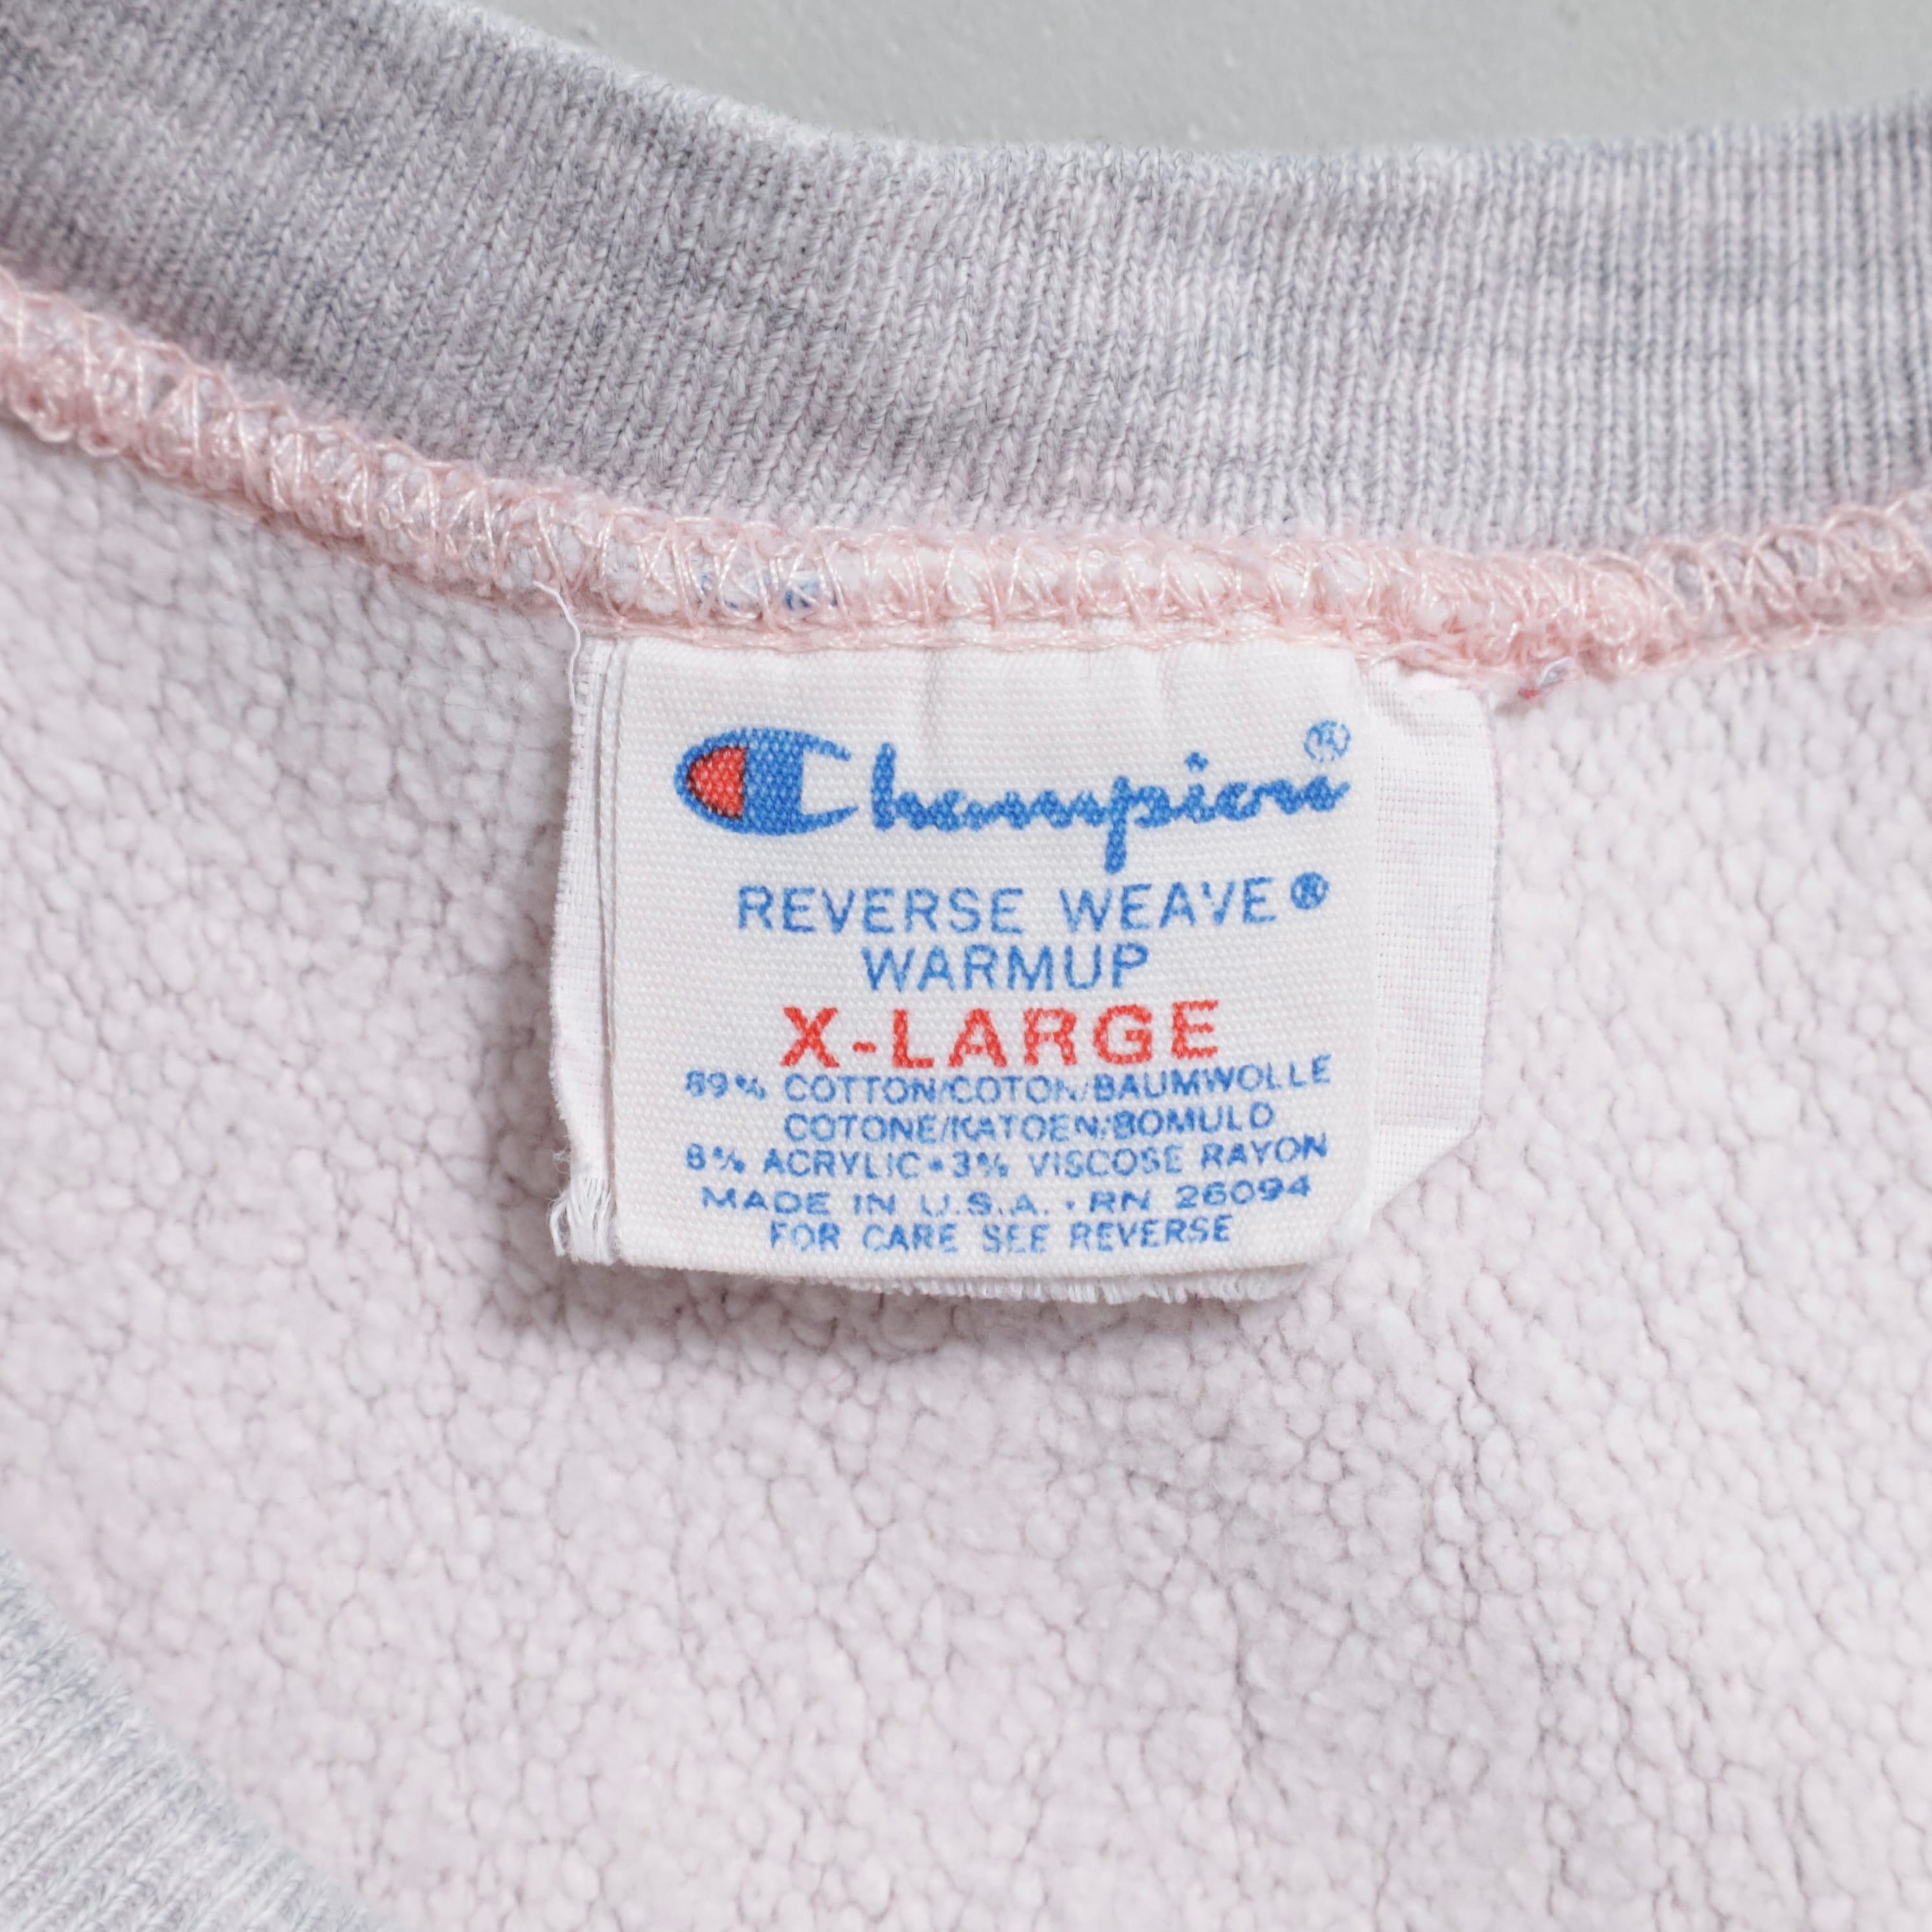 Champion®
REVERSE WEAVE®
WARMUP
X-LARGE
89% COTTON/COTON/BAUMWOLLE
COTONE/KATOEN/BOMULD
8% ACRYLIC•3% VISCOSE RAYON
MADE IN U.S.A. • RN 26094
FOR CARE SEE REVERSE